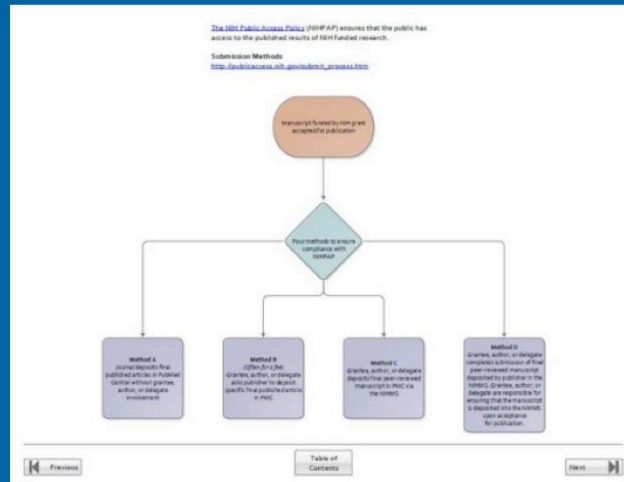 The NIH Public Access Policy (NIHPAP) ensures that the public has
access to the published results of NIH funded research.
Submission Methods
http://publicaccess.nih.gov/submit_process.htm
Manuscript funded by NIH grant
accepted for publication
Four methods to ensure
compliance with
NIHPAP
Method A
Journal deposits final
published articles in PubMed
Central without grantee,
author, or delegate
involvement
Method B
(Often for a fee)
Grantee, author, or delegate
asks publisher to deposit
specific final published article
in PMC
Method C
Grantee, author, or delegate
deposits final peer-reviewed
manuscript in PMC via
the NIHMS
Method D
Grantee, author, or delegate
completes submission of final
peer-reviewed manuscript
deposited by publisher in the
NIHMS. Grantee, author, or
delegate are responsible for
ensuring that the manuscript
is deposited into the NIHMS
upon acceptance
for publication.
Previous
Table of
Contents
Next